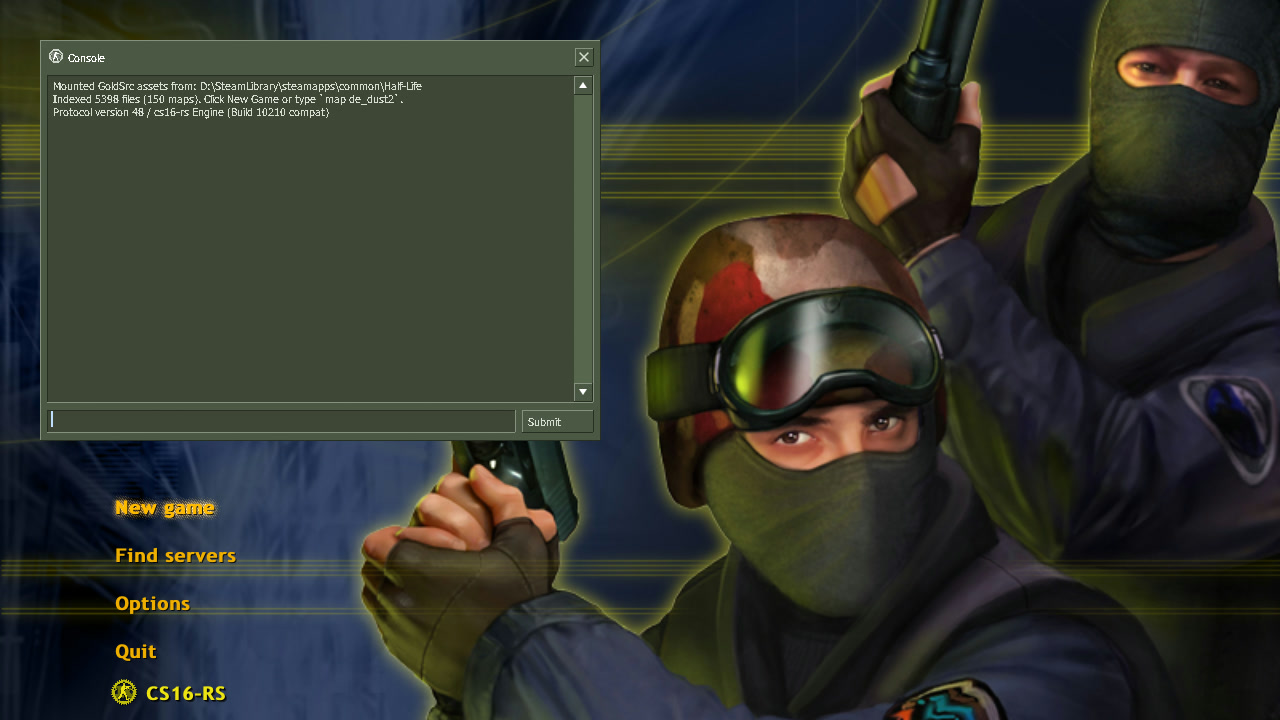 Console
Mounted GoldSrc assets from: D:\SteamLibrary\steamapps\common\Half-Life
Indexed 5398 files (150 maps). Click New Game or type `map de_dust2`.
Protocol version 48 / cs16-rs Engine (Build 10210 compat)
Submit
New game
Find servers
Options
Quit
CS16-RS